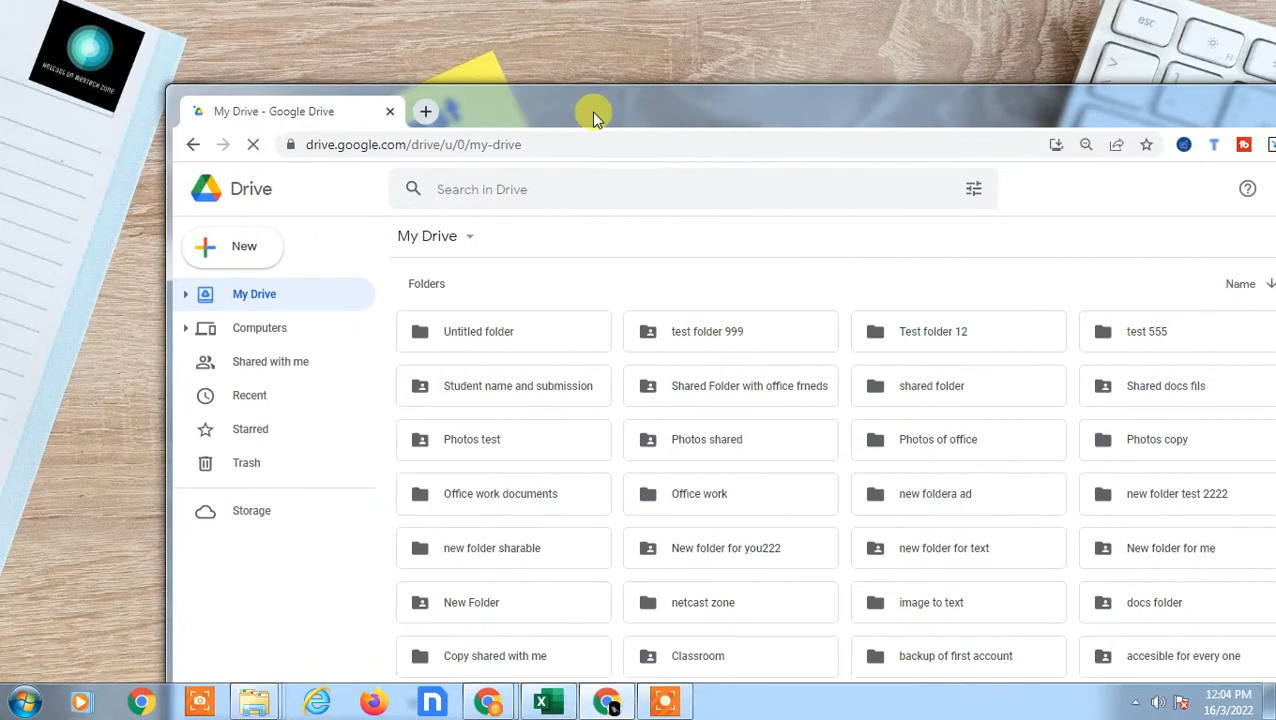 NETCAST ON WEBTECH ZONE
esc
My Drive - Google Drive
drive.google.com/drive/u/0/my-drive
Drive
Search in Drive
New
My Drive
My Drive
Folders
Name
Computers
Shared with me
Recent
Starred
Trash
Storage
Untitled folder
test folder 999
Test folder 12
test 555
Student name and submission
Shared Folder with office frneds
shared folder
Shared docs fils
Photos test
Photos shared
Photos of office
Photos copy
Office work documents
Office work
new foldera ad
new folder test 2222
new folder sharable
New folder for you222
new folder for text
New folder for me
New Folder
netcast zone
image to text
docs folder
Copy shared with me
Classroom
backup of first account
accesible for every one
12:04 PM
16/3/2022